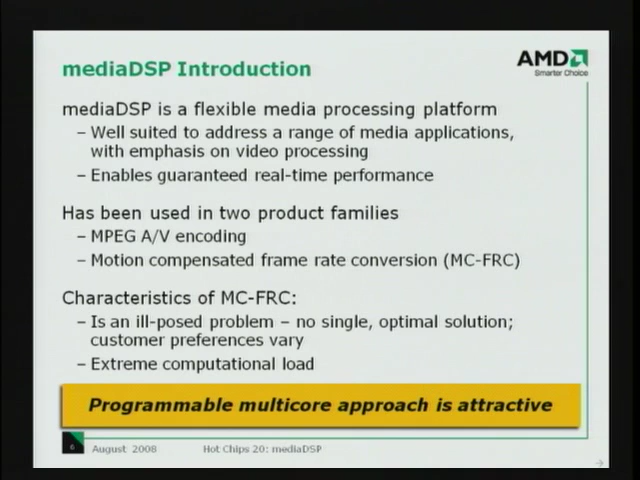 mediaDSP Introduction
AMD
Smarter Choice
mediaDSP is a flexible media processing platform
– Well suited to address a range of media applications,
with emphasis on video processing
– Enables guaranteed real-time performance
Has been used in two product families
– MPEG A/V encoding
– Motion compensated frame rate conversion (MC-FRC)
Characteristics of MC-FRC:
– Is an ill-posed problem – no single, optimal solution;
customer preferences vary
– Extreme computational load
Programmable multicore approach is attractive
6 August 2008 Hot Chips 20: mediaDSP